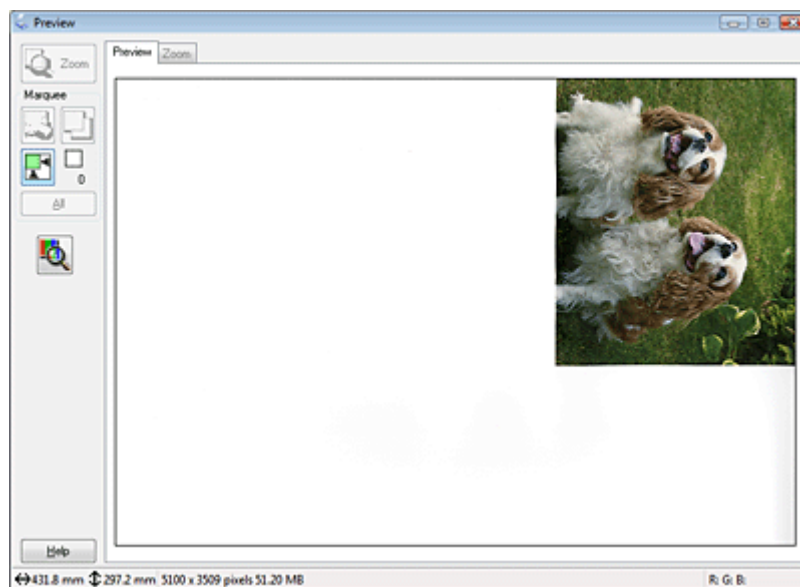 Preview
Preview Zoom
Zoom
Marquee
0
All
Help
431.8 mm 297.2 mm 5100 x 3509 pixels 51.20 MB R: G: B: